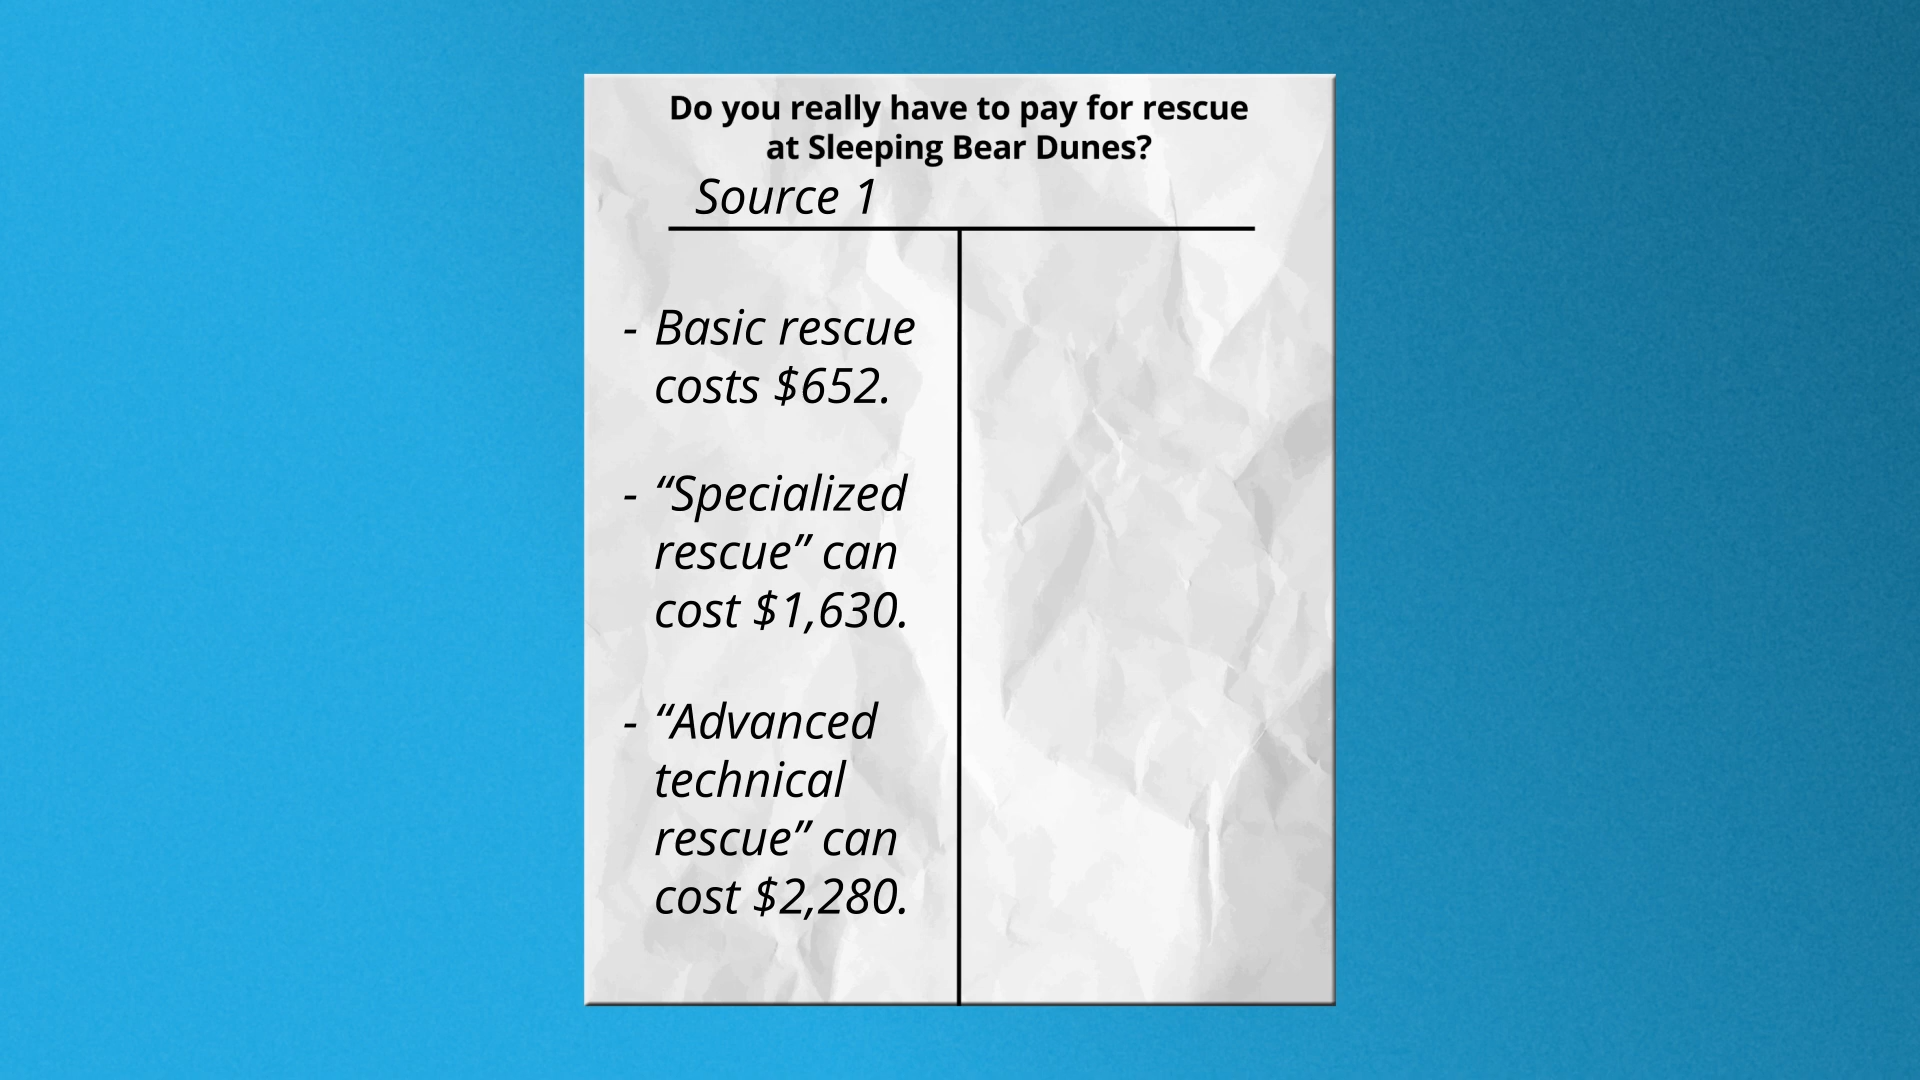 Do you really have to pay for rescue
at Sleeping Bear Dunes?
Source 1
- Basic rescue
costs $652.
- “Specialized
rescue” can
cost $1,630.
- “Advanced
technical
rescue” can
cost $2,280.